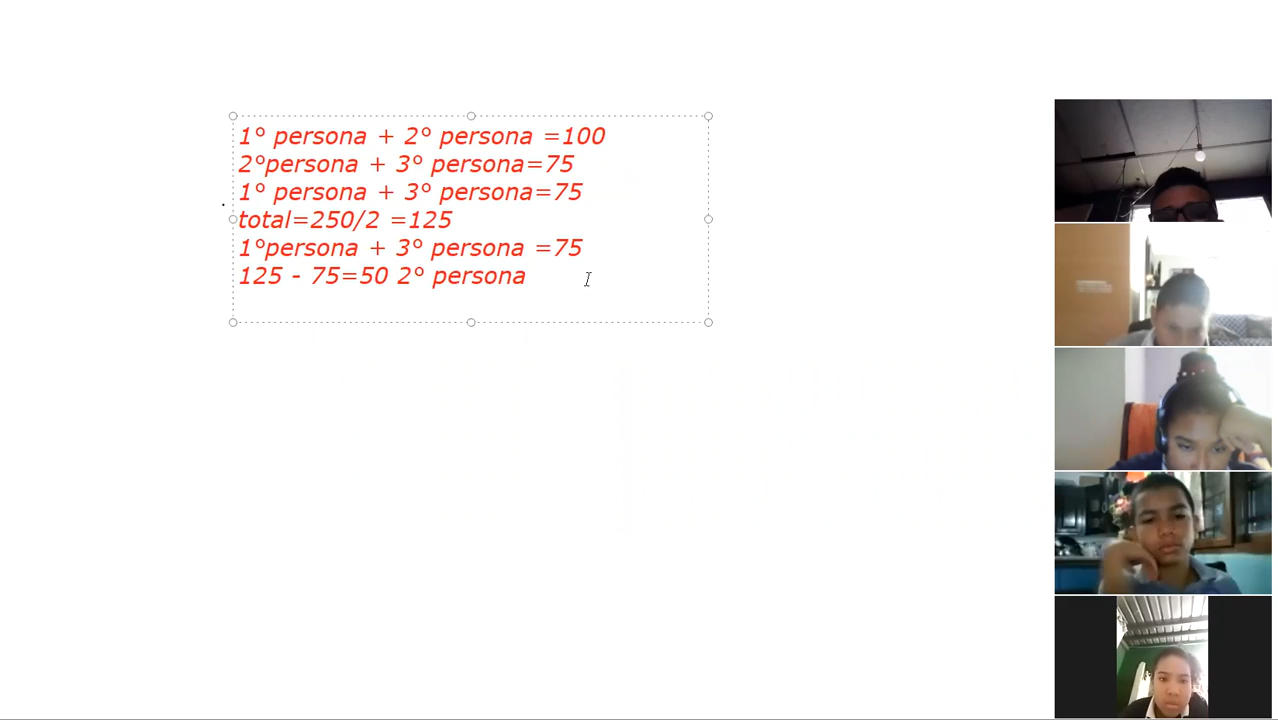 1° persona + 2° persona =100
2°persona + 3° persona=75
1° persona + 3° persona=75
total=250/2 =125
1°persona + 3° persona =75
125 - 75=50 2° persona